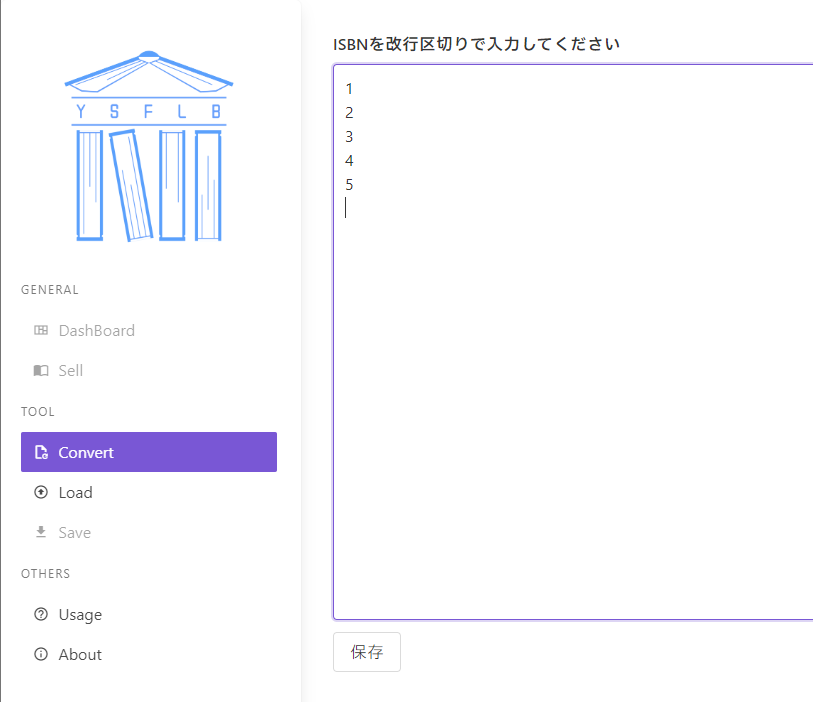 Y S F L B
GENERAL
DashBoard
Sell
TOOL
Convert
Load
Save
OTHERS
Usage
About
ISBNを改行区切りで入力してください
1
2
3
4
5
保存